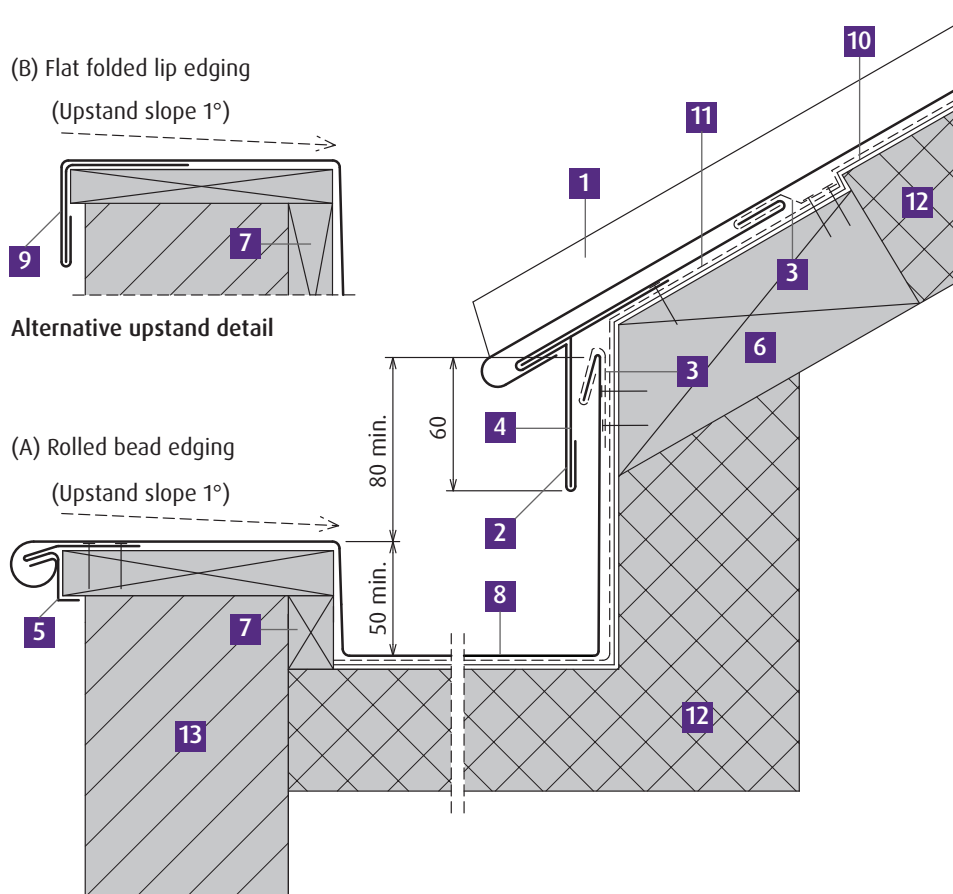 (B) Flat folded lip edging
(Upstand slope 1°)
9
7
Alternative upstand detail
10
11
1
12
3
6
3
80 min.
60
4
2
(A) Rolled bead edging
(Upstand slope 1°)
50 min.
8
5
7
13
12